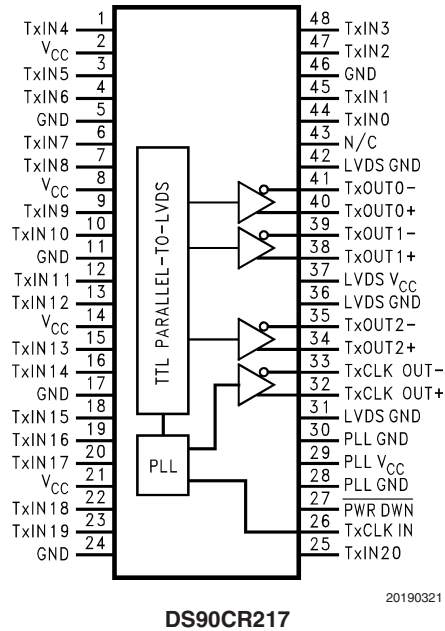 TxIN4 1
VCC 2
TxIN5 3
TxIN6 4
GND 5
TxIN7 6
TxIN8 7
VCC 8
TxIN9 9
TxIN10 10
GND 11
TxIN11 12
TxIN12 13
VCC 14
TxIN13 15
TxIN14 16
GND 17
TxIN15 18
TxIN16 19
TxIN17 20
VCC 21
TxIN18 22
TxIN19 23
GND 24
TTL PARALLEL-TO-LVDS
PLL
48 TxIN3
47 TxIN2
46 GND
45 TxIN1
44 TxIN0
43 N/C
42 LVDS GND
41 TxOUT0-
40 TxOUT0+
39 TxOUT1-
38 TxOUT1+
37 LVDS VCC
36 LVDS GND
35 TxOUT2-
34 TxOUT2+
33 TxCLK OUT-
32 TxCLK OUT+
31 LVDS GND
30 PLL GND
29 PLL VCC
28 PLL GND
27 PWR DWN
26 TxCLK IN
25 TxIN20
20190321
DS90CR217